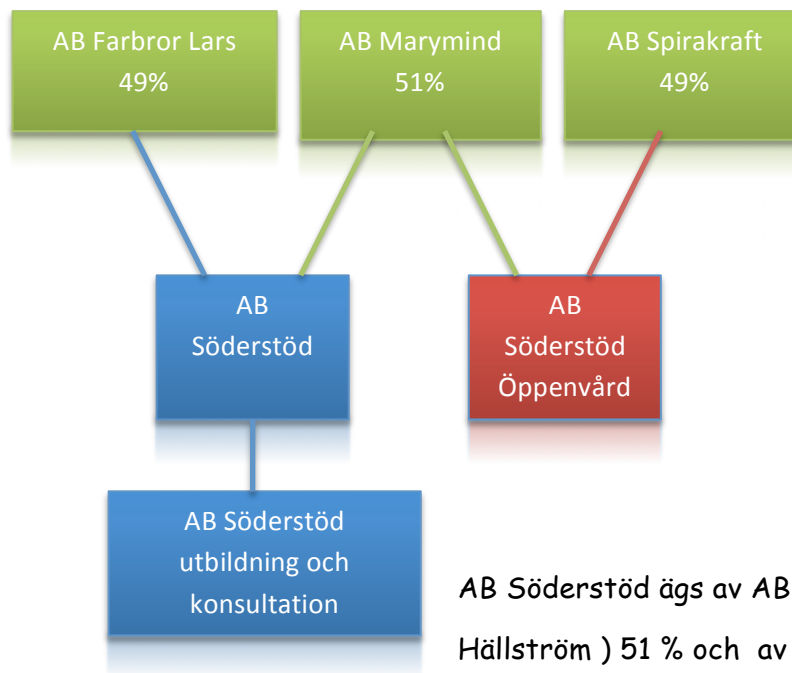 AB Farbror Lars
49%
AB Marymind
51%
AB Spirakraft
49%
AB
Söderstöd
AB
Söderstöd
Öppenvård
AB Söderstöd
utbildning och
konsultation
AB Söderstöd ägs av AB
Hällström ) 51 % och av